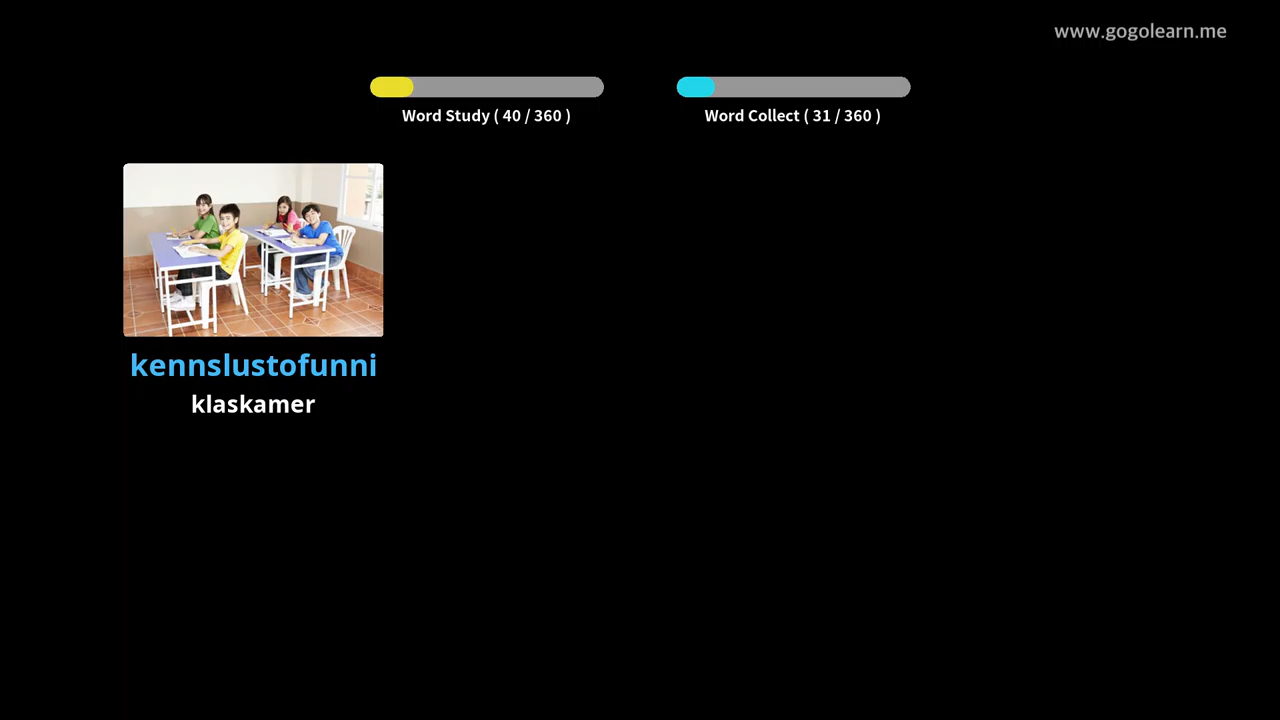 www.gogolearn.me
Word Study ( 40 / 360 )
Word Collect ( 31 / 360 )
kennslustofunni
klaskamer